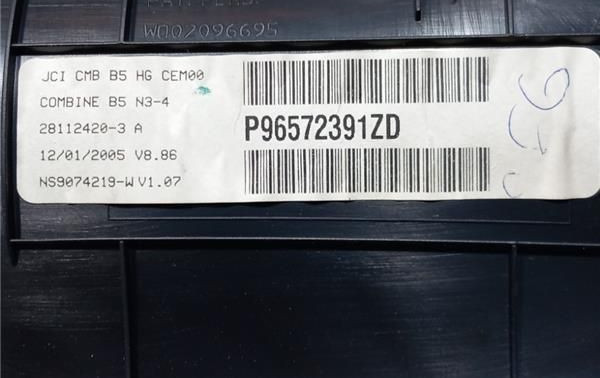 W002096695
JCI CMB B5 HG CEM00
COMBINE B5 N3-4
28112420-3 A
P96572391ZD
12/01/2005 V8.86
NS9074219-W V1.07